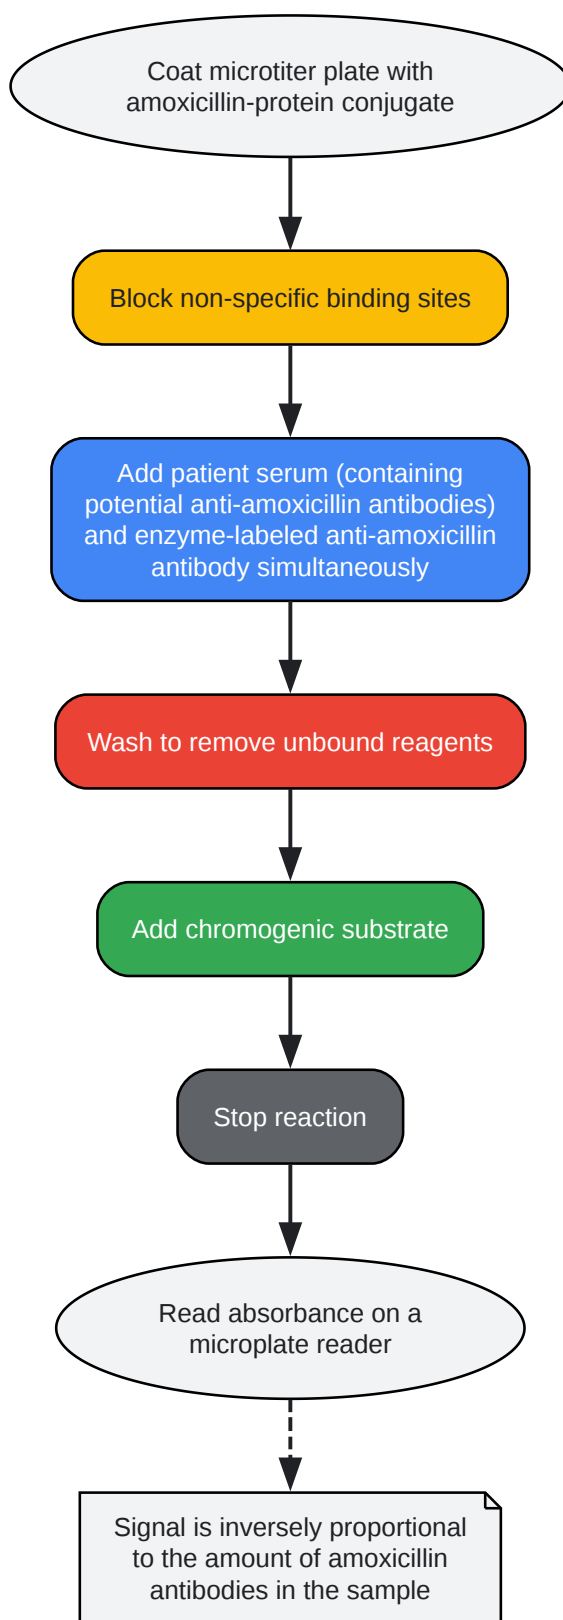 Coat microtiter plate with
amoxicillin-protein conjugate
Block non-specific binding sites
Add patient serum (containing
potential anti-amoxicillin antibodies)
and enzyme-labeled anti-amoxicillin
antibody simultaneously
Wash to remove unbound reagents
Add chromogenic substrate
Stop reaction
Read absorbance on a
microplate reader
Signal is inversely proportional
to the amount of amoxicillin
antibodies in the sample